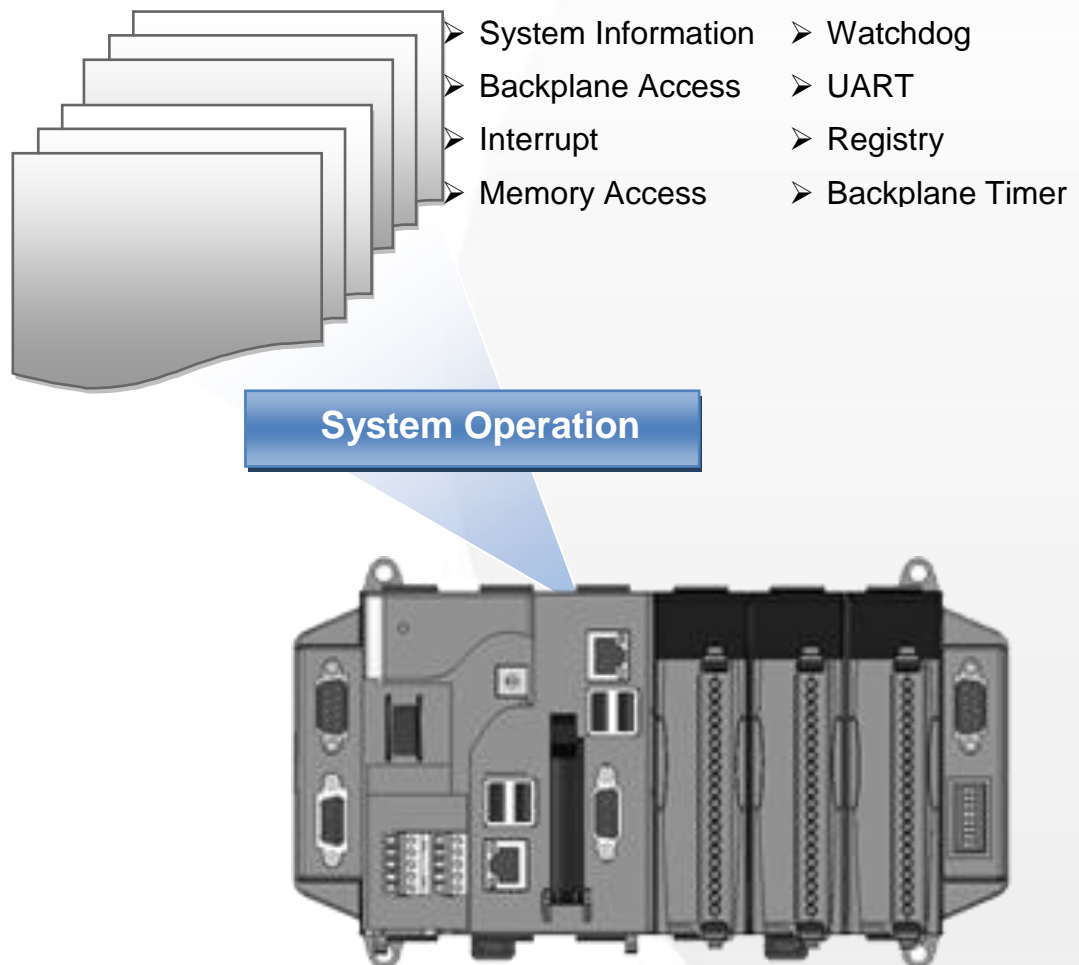 ➢ System Information
➢ Backplane Access
➢ Interrupt
➢ Memory Access
➢ Watchdog
➢ UART
➢ Registry
➢ Backplane Timer
System Operation